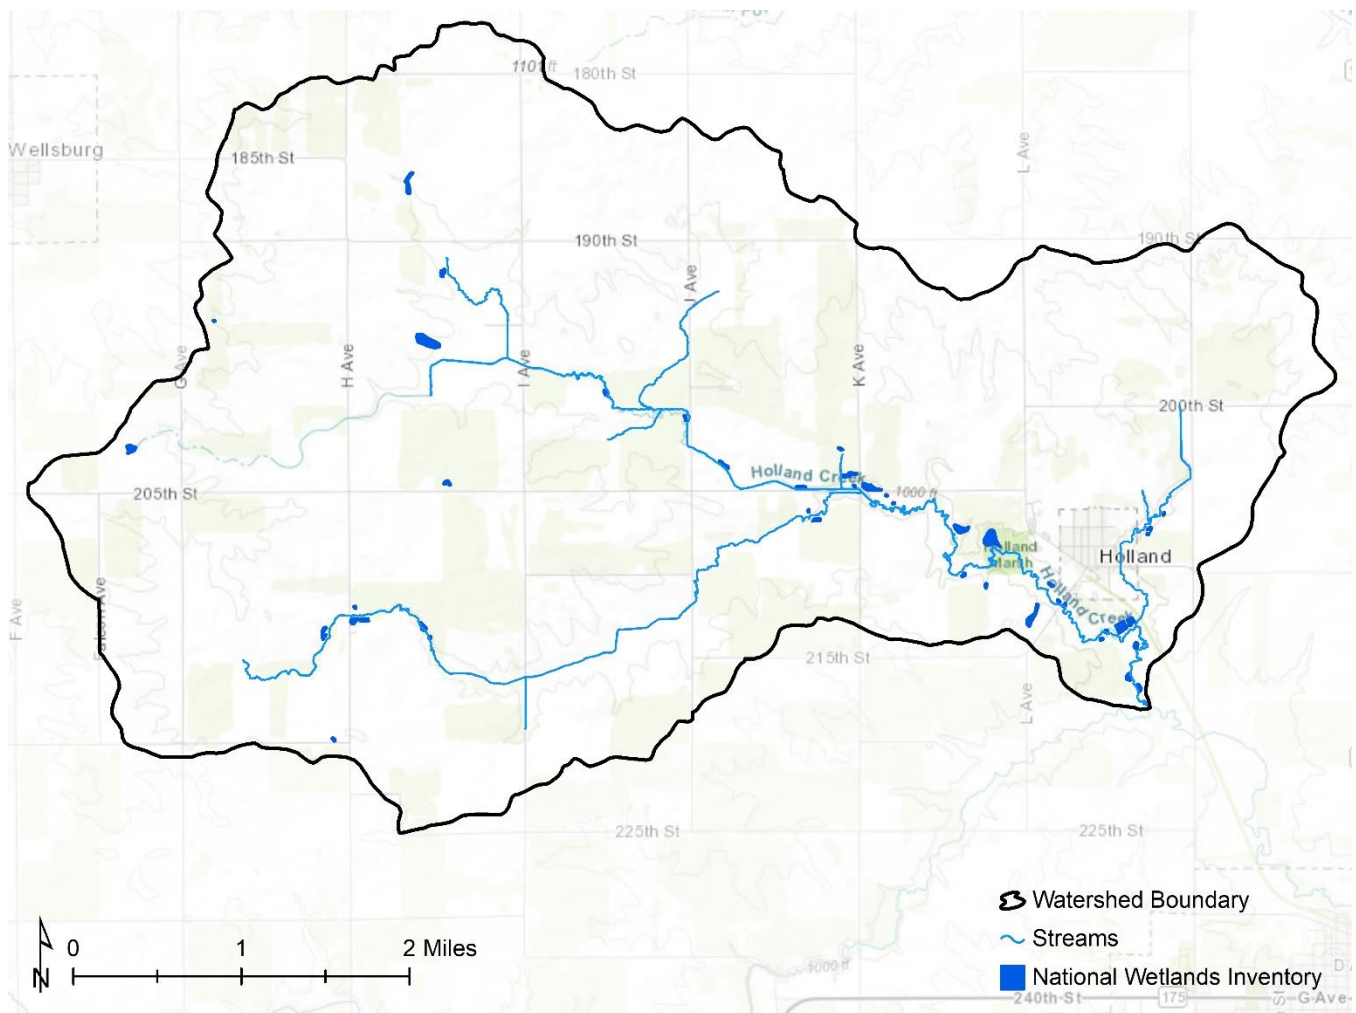 1101 ft
180th St
Wellsburg
185th St
L Ave
190th St
190th St
J Ave
G Ave
H Ave
I Ave
K Ave
200th St
Holland Creek
205th St
1000 ft
Holland
Marsh
Holland
Holland Creek
F Ave
Falcon Ave
215th St
L Ave
225th St
225th St
Watershed Boundary
0 1 2 Miles
Streams
N
1000 ft
National Wetlands Inventory
240th St
175
G Ave